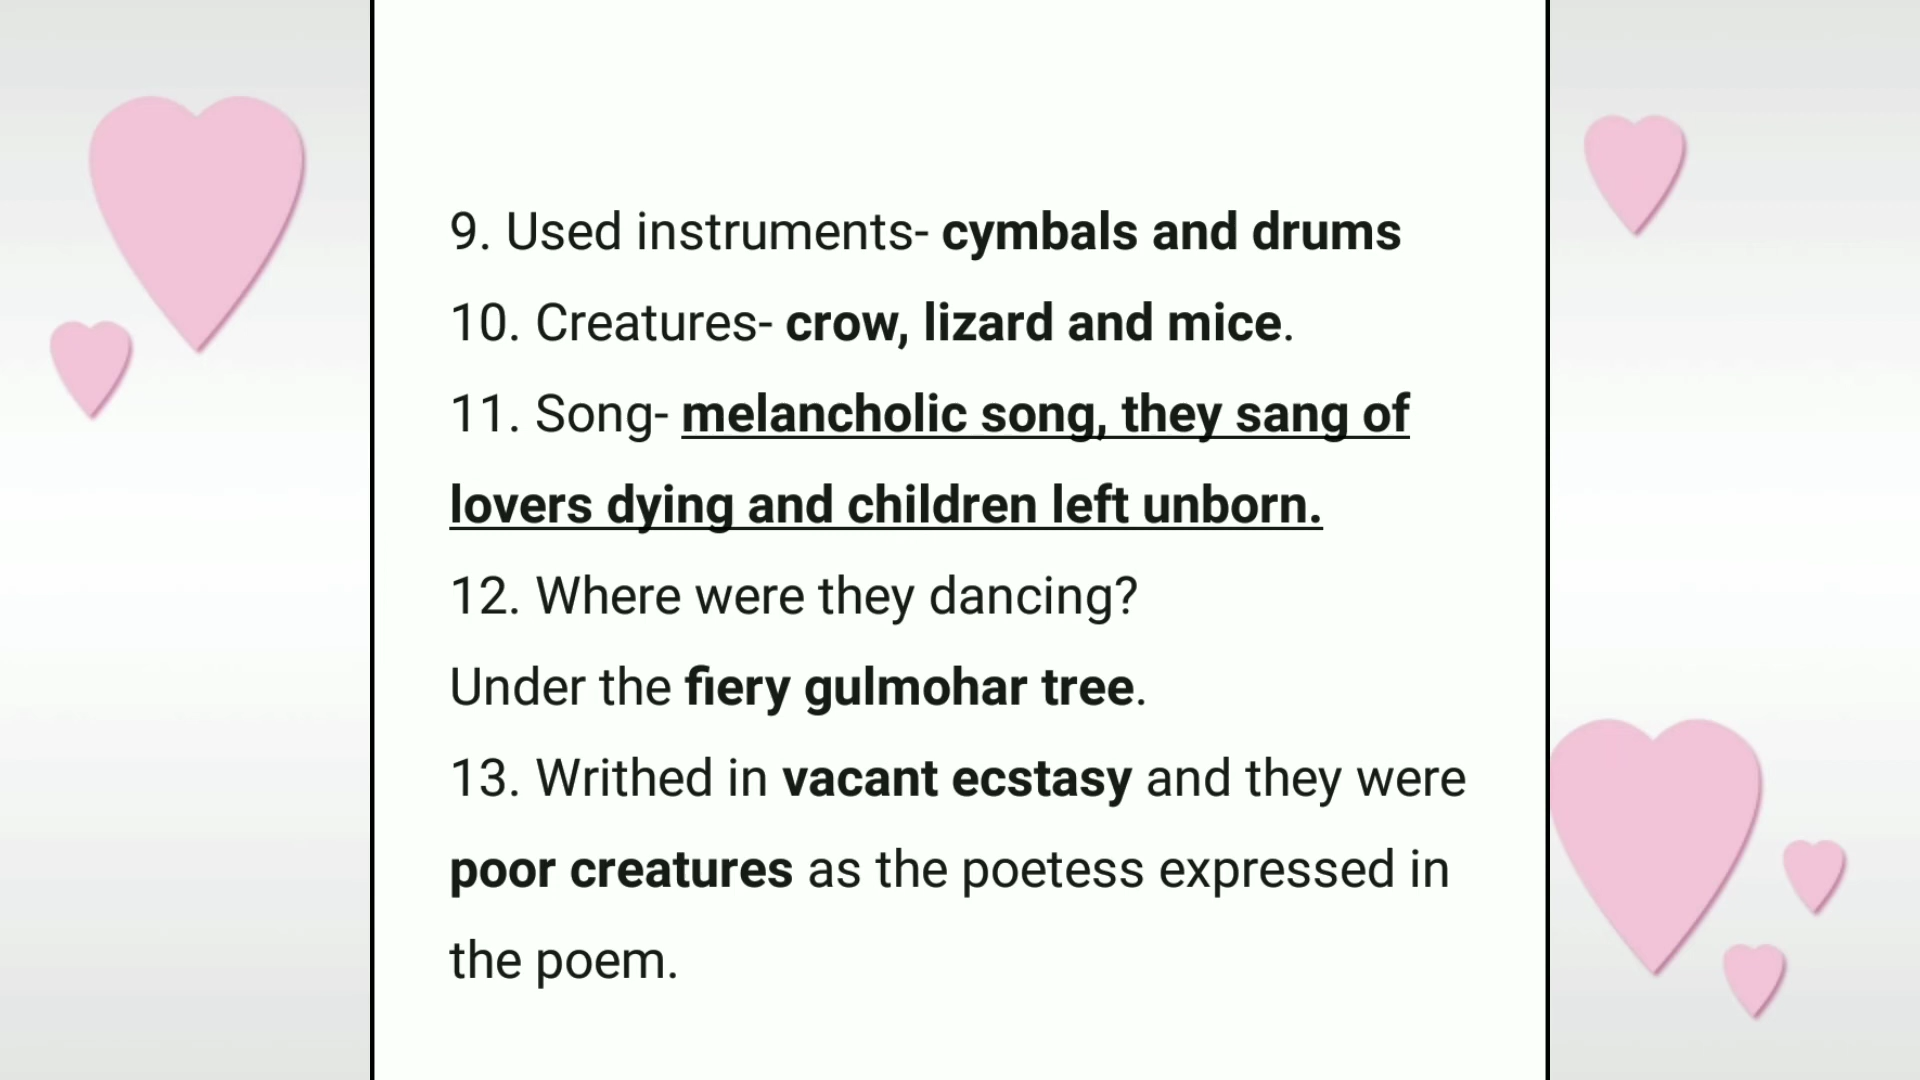 9. Used instruments- cymbals and drums
10. Creatures- crow, lizard and mice.
11. Song- melancholic song, they sang of
lovers dying and children left unborn.
12. Where were they dancing?
Under the fiery gulmohar tree.
13. Writhed in vacant ecstasy and they were
poor creatures as the poetess expressed in
the poem.